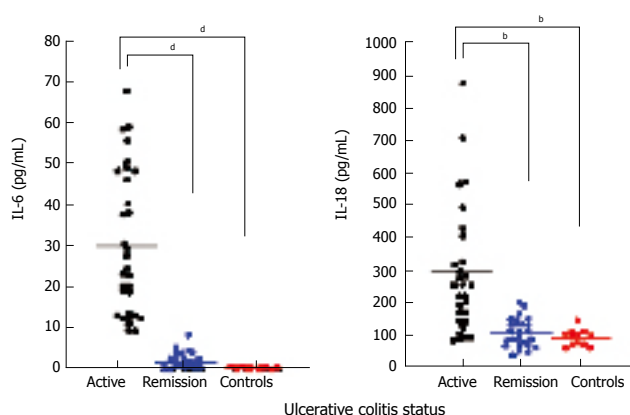 d
d
80
70
60
50
40
30
20
10
0
IL-6 (pg/mL)
Active Remission Controls
b
b
1000
900
800
700
600
500
400
300
200
100
0
IL-18 (pg/mL)
Active Remission Controls
Ulcerative colitis status